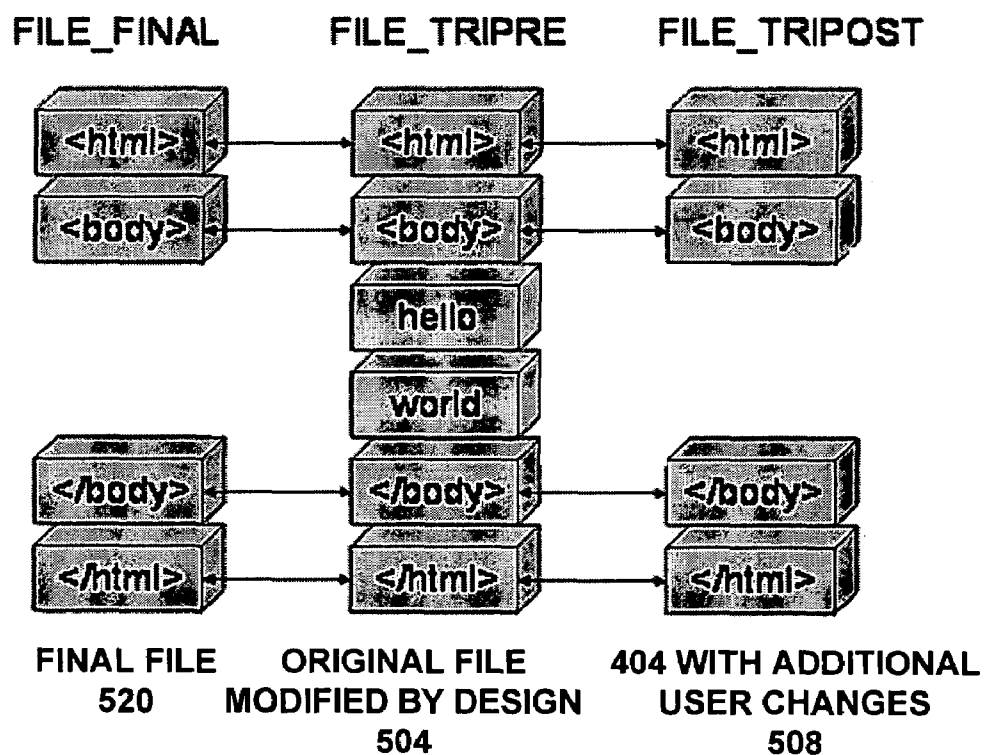 FILE_FINAL FILE_TRIPRE FILE_TRIPOST
<html> <html> <html>
<body> <body> <body>
hello
world
</body> </body> </body>
</html> </html> </html>
FINAL FILE
520
ORIGINAL FILE
MODIFIED BY DESIGN
504
404 WITH ADDITIONAL
USER CHANGES
508